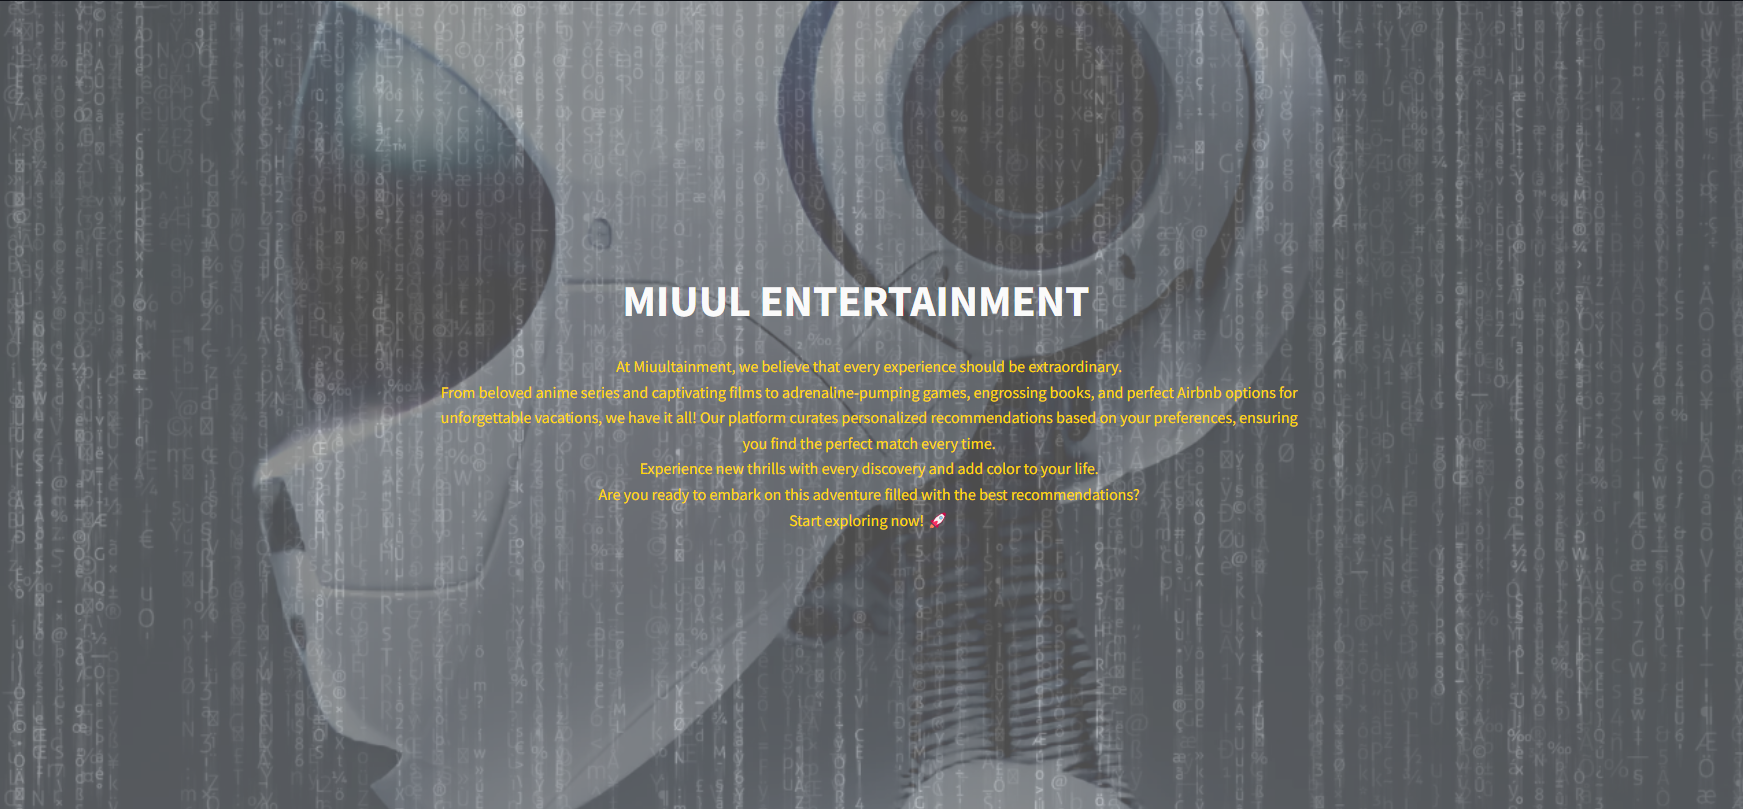 MIUUL ENTERTAINMENT
At Miuultainment, we believe that every experience should be extraordinary.
From beloved anime series and captivating films to adrenaline-pumping games, engrossing books, and perfect Airbnb options for
unforgettable vacations, we have it all! Our platform curates personalized recommendations based on your preferences, ensuring
you find the perfect match every time.
Experience new thrills with every discovery and add color to your life.
Are you ready to embark on this adventure filled with the best recommendations?
Start exploring now! 🚀